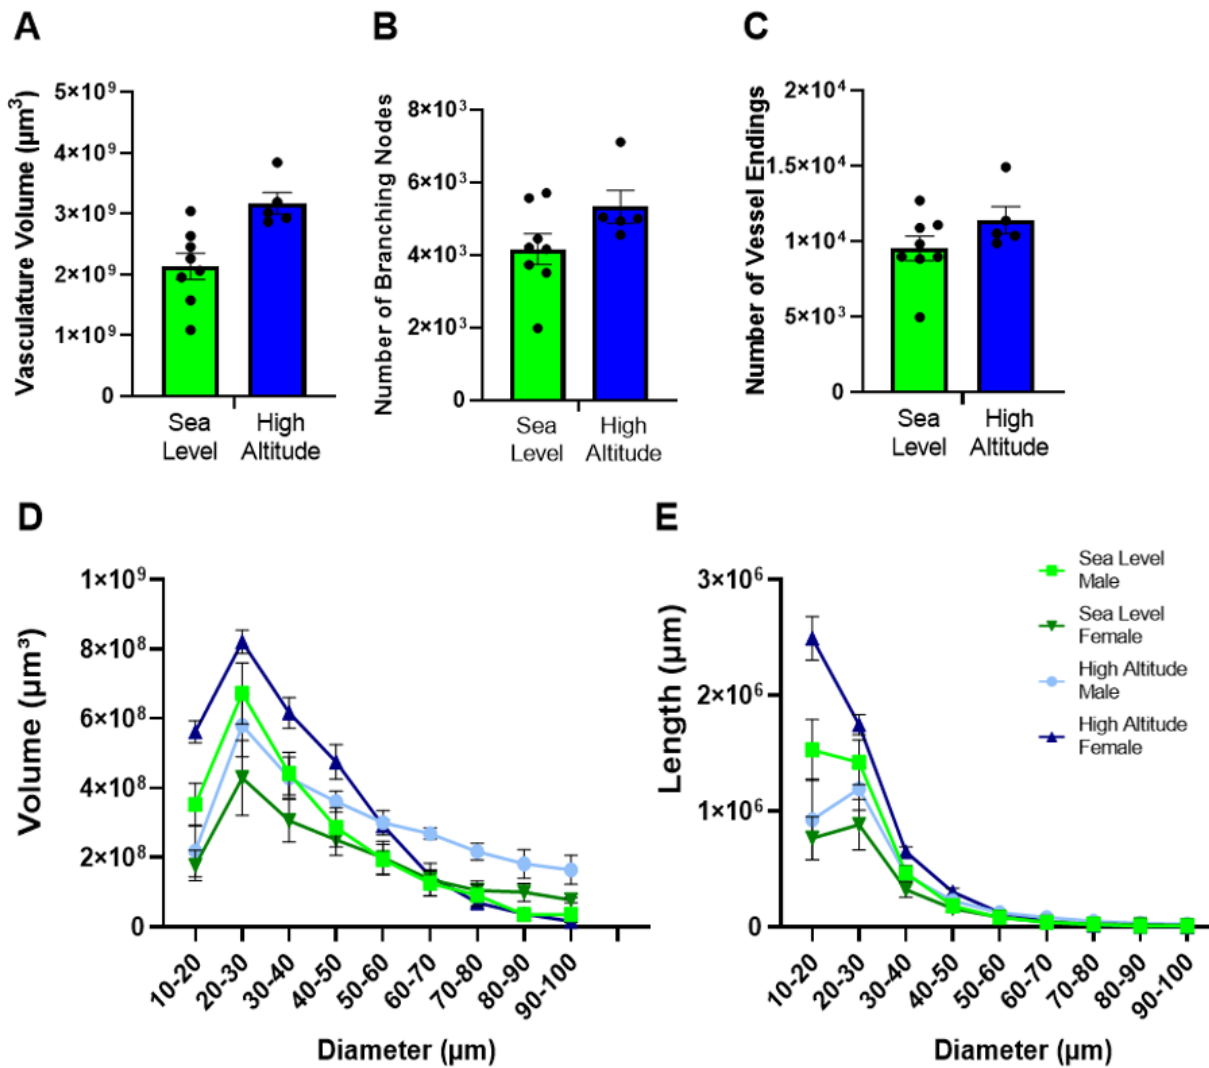 A
Vasculature Volume (µm³)
5×10⁹
4×10⁹
3×10⁹
2×10⁹
1×10⁹
0
Sea
Level
High
Altitude
B
Number of Branching Nodes
8×10³
6×10³
4×10³
2×10³
0
Sea
Level
High
Altitude
C
Number of Vessel Endings
2×10⁴
1.5×10⁴
1×10⁴
5×10³
0
Sea
Level
High
Altitude
D
Volume (µm³)
1×10⁹
8×10⁸
6×10⁸
4×10⁸
2×10⁸
0
10-20
20-30
30-40
40-50
50-60
60-70
70-80
80-90
90-100
Diameter (µm)
E
Length (µm)
3×10⁶
2×10⁶
1×10⁶
0
10-20
20-30
30-40
40-50
50-60
60-70
70-80
80-90
90-100
Diameter (µm)
Sea Level
Male
Sea Level
Female
High Altitude
Male
High Altitude
Female